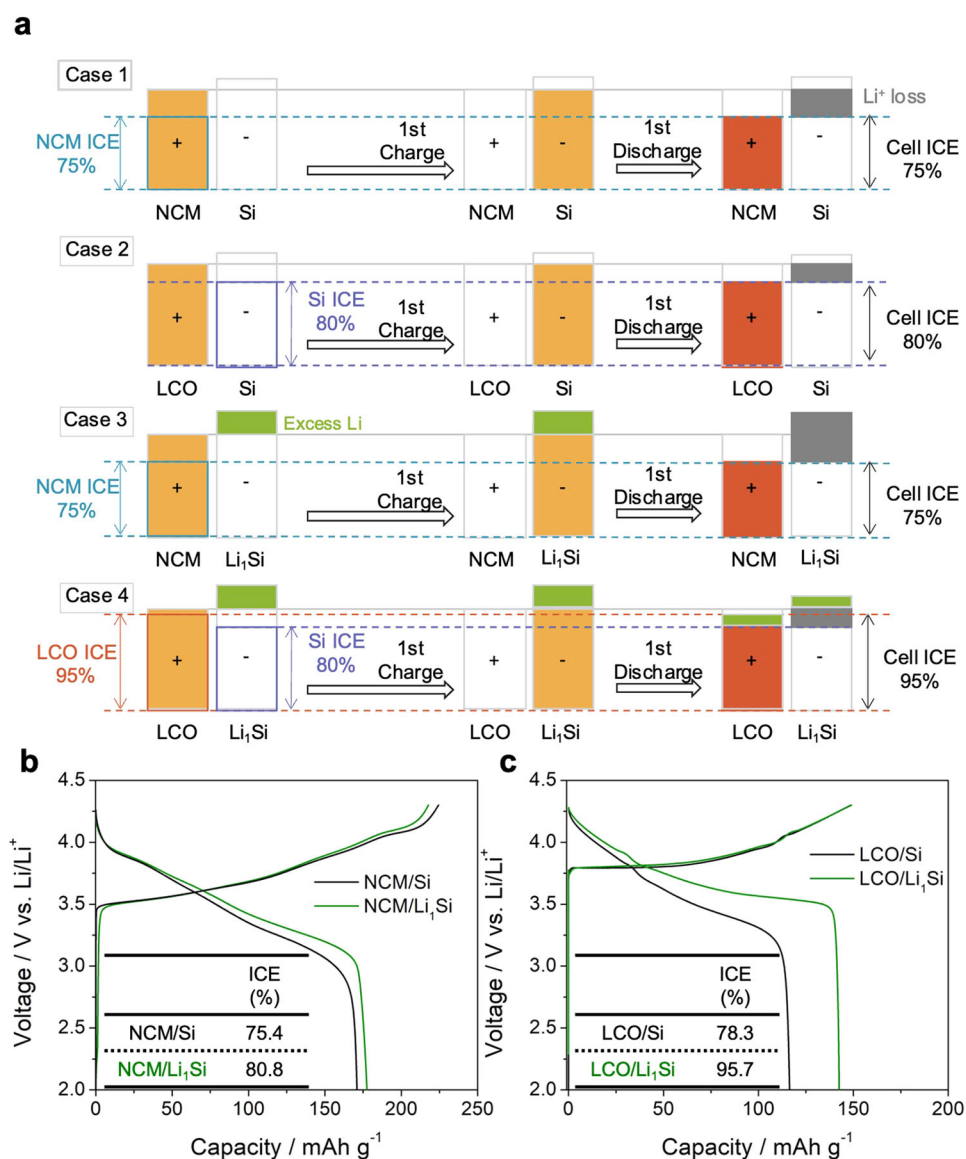 a
Case 1
Li⁺ loss
NCM ICE
75%
+
-
1st
Charge
+
-
1st
Discharge
+
-
Cell ICE
75%
NCM
Si
NCM
Si
NCM
Si
Case 2
+
-
Si ICE
80%
1st
Charge
+
-
1st
Discharge
+
-
Cell ICE
80%
LCO
Si
LCO
Si
LCO
Si
Case 3
Excess Li
NCM ICE
75%
+
-
1st
Charge
+
-
1st
Discharge
+
-
Cell ICE
75%
NCM
Li₁Si
NCM
Li₁Si
NCM
Li₁Si
Case 4
LCO ICE
95%
+
-
Si ICE
80%
1st
Charge
+
-
1st
Discharge
+
-
Cell ICE
95%
LCO
Li₁Si
LCO
Li₁Si
LCO
Li₁Si
b
4.5
4.0
3.5
3.0
2.5
2.0
Voltage / V vs. Li/Li⁺
NCM/Si
NCM/Li₁Si
ICE
(%)
NCM/Si 75.4
NCM/Li₁Si 80.8
0 50 100 150 200 250
Capacity / mAh g⁻¹
c
4.5
4.0
3.5
3.0
2.5
2.0
Voltage / V vs. Li/Li⁺
LCO/Si
LCO/Li₁Si
ICE
(%)
LCO/Si 78.3
LCO/Li₁Si 95.7
0 50 100 150 200
Capacity / mAh g⁻¹